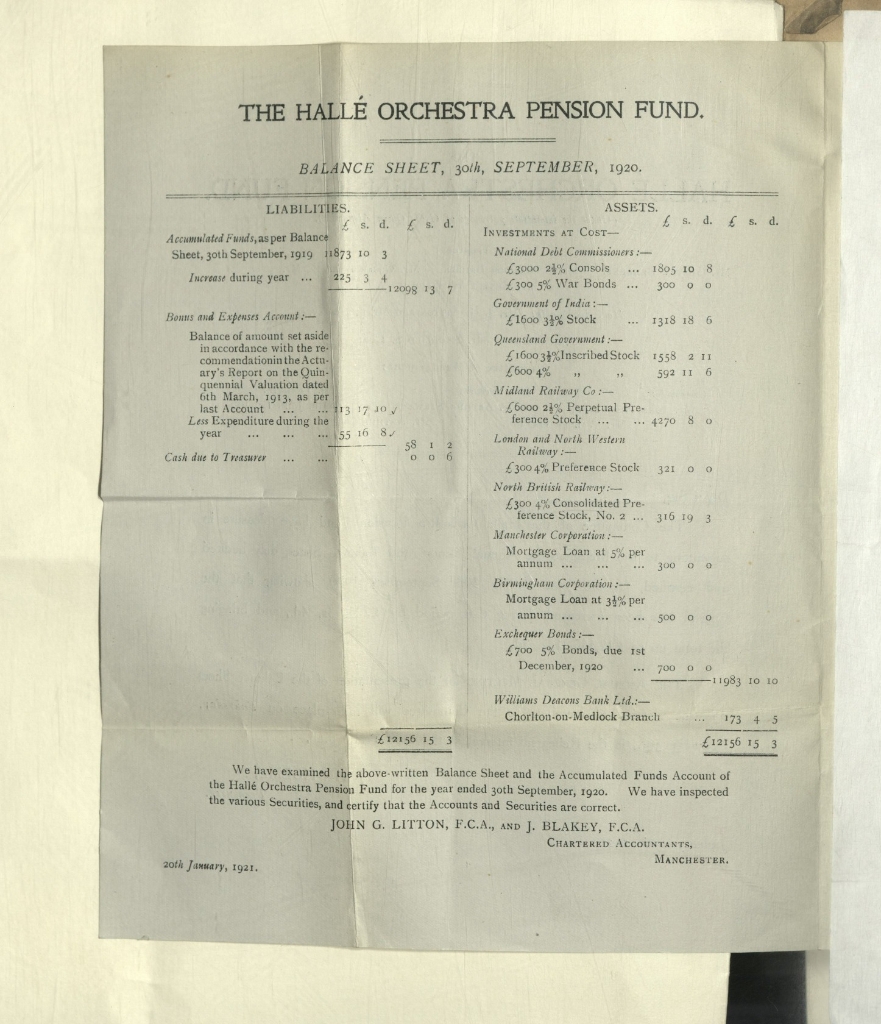 THE HALLÉ ORCHESTRA PENSION FUND.
BALANCE SHEET, 30th, SEPTEMBER, 1920.
LIABILITIES.
£ s. d. £ s. d.
Accumulated Funds, as per Balance
Sheet, 30th September, 1919 11873 10 3
Increase during year ... 225 3 4
12098 13 7
Bonus and Expenses Account:—
Balance of amount set aside
in accordance with the re-
commendation in the Actu-
ary's Report on the Quin-
quennial Valuation dated
6th March, 1913, as per
last Account ... ... 113 17 10 ✓
Less Expenditure during the
year ... ... ... 55 16 8 ✓
58 1 2
Cash due to Treasurer ... ... 0 0 6
£12156 15 3
ASSETS.
£ s. d. £ s. d.
INVESTMENTS AT COST—
National Debt Commissioners:—
£3000 2½% Consols ... 1805 10 8
£300 5% War Bonds ... 300 0 0
Government of India:—
£1600 3½% Stock ... 1318 18 6
Queensland Government:—
£1600 3½% Inscribed Stock 1558 2 11
£600 4% ,, ,, 592 11 6
Midland Railway Co:—
£6000 2½% Perpetual Pre-
ference Stock ... ... 4270 8 0
London and North Western
Railway:—
£300 4% Preference Stock 321 0 0
North British Railway:—
£300 4% Consolidated Pre-
ference Stock, No. 2 ... 316 19 3
Manchester Corporation:—
Mortgage Loan at 5% per
annum ... ... ... 300 0 0
Birmingham Corporation:—
Mortgage Loan at 3½% per
annum ... ... ... 500 0 0
Exchequer Bonds:—
£700 5% Bonds, due 1st
December, 1920 ... 700 0 0
11983 10 10
Williams Deacons Bank Ltd.:—
Chorlton-on-Medlock Branch ... 173 4 5
£12156 15 3
We have examined the above-written Balance Sheet and the Accumulated Funds Account of
the Hallé Orchestra Pension Fund for the year ended 30th September, 1920. We have inspected
the various Securities, and certify that the Accounts and Securities are correct.
JOHN G. LITTON, F.C.A., AND J. BLAKEY, F.C.A.
CHARTERED ACCOUNTANTS,
MANCHESTER.
20th January, 1921.